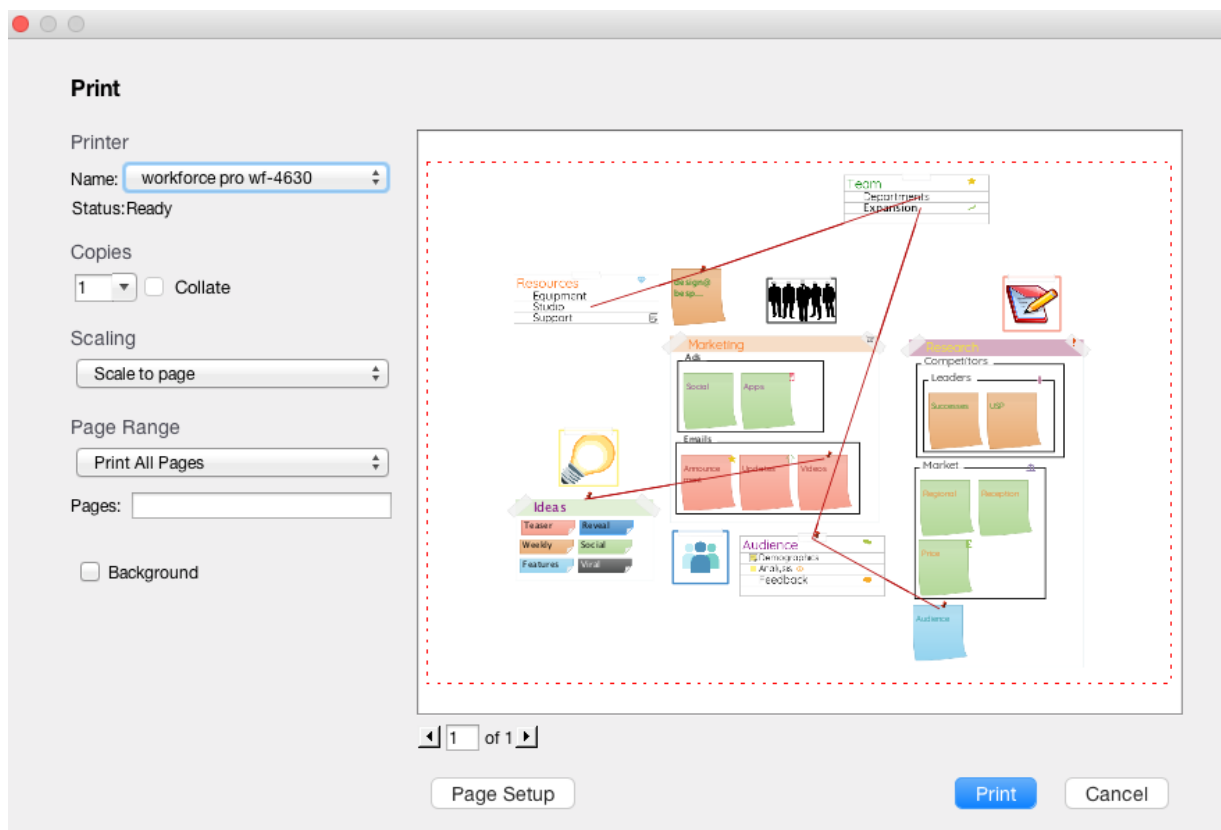 Print
Printer
Name: workforce pro wf-4630
Status:Ready
Copies
1 Collate
Scaling
Scale to page
Page Range
Print All Pages
Pages:
Background
Team
Departments
Expansion
Resources
Equipment
Studio
Support
design@
besp...
Marketing
Ads
Social Apps
Emails
Announce
ment
Updates Videos
Research
Competitors
Leaders
Successes USP
Market
Regional Reception
Price
Ideas
Teaser Reveal
Weekly Social
Features Viral
Audience
Demographics
Analysis
Feedback
Audience
1 of 1
Page Setup
Print
Cancel